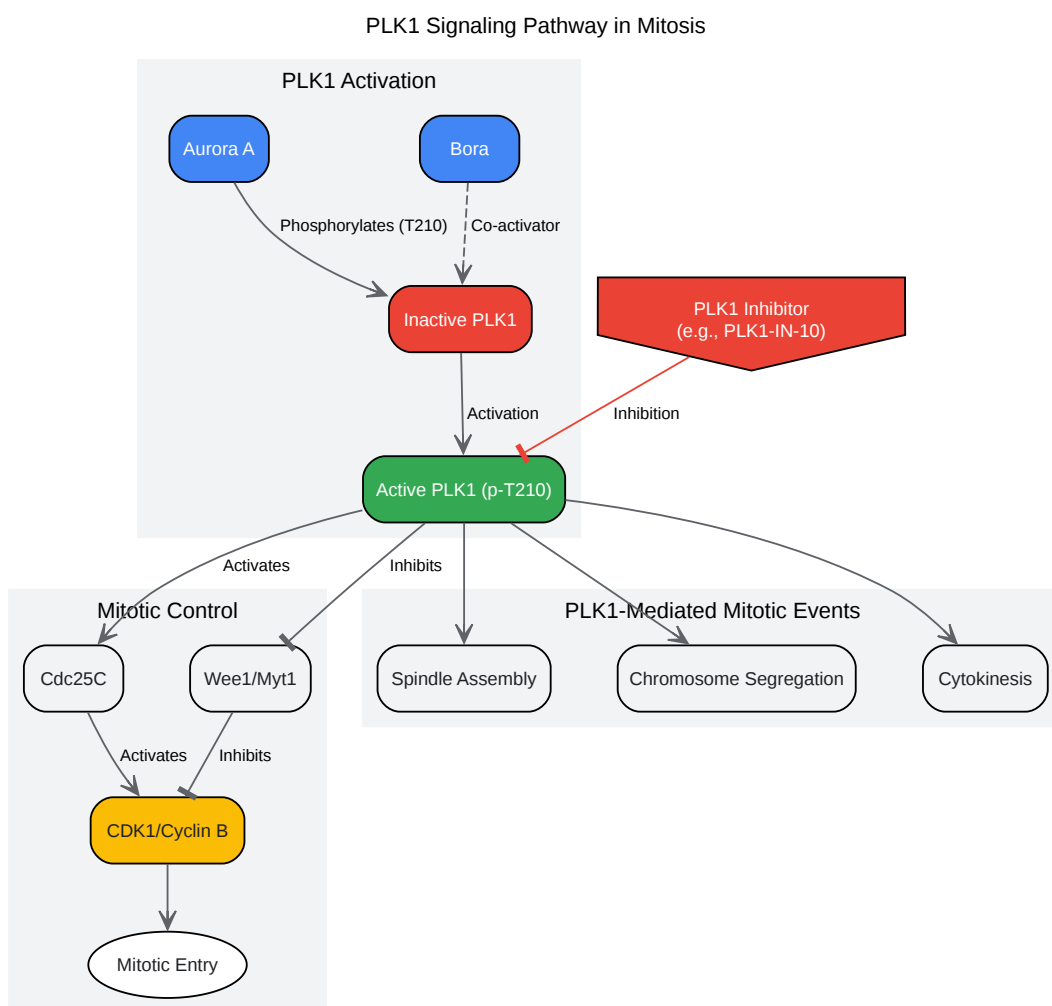 PLK1 Signaling Pathway in Mitosis
PLK1 Activation
Aurora A
Bora
Phosphorylates (T210)
Co-activator
Inactive PLK1
PLK1 Inhibitor
(e.g., PLK1-IN-10)
Activation
Inhibition
Active PLK1 (p-T210)
Activates
Inhibits
Mitotic Control
PLK1-Mediated Mitotic Events
Cdc25C
Wee1/Myt1
Spindle Assembly
Chromosome Segregation
Cytokinesis
Activates
Inhibits
CDK1/Cyclin B
Mitotic Entry